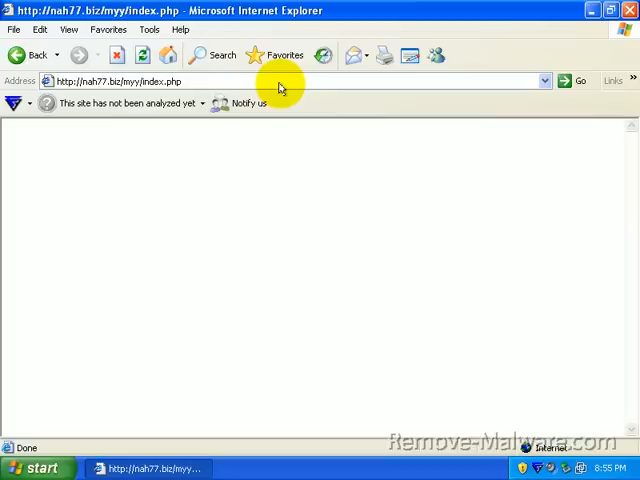 http://nah77.biz/myy/index.php - Microsoft Internet Explorer
File Edit View Favorites Tools Help
Back Search Favorites
Address http://nah77.biz/myy/index.php Go Links »
This site has not been analyzed yet Notify us
Remove-Malware.com
Done Internet
start http://nah77.biz/myy... 8:55 PM